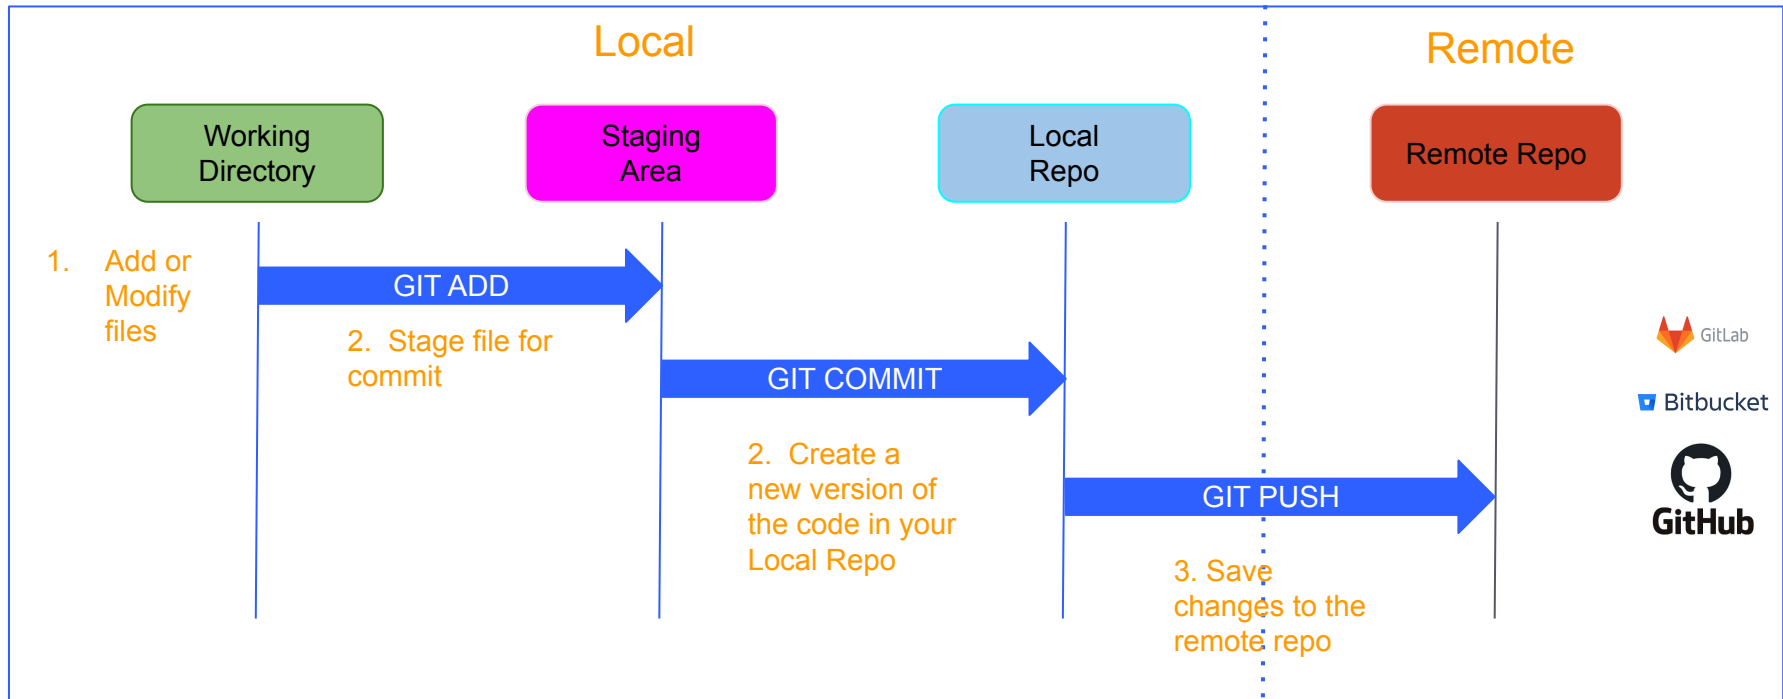 Local
Remote
Working
Directory
Staging
Area
Local
Repo
Remote Repo
1. Add or
Modify
files
GIT ADD
2. Stage file for
commit
GIT COMMIT
2. Create a
new version of
the code in your
Local Repo
GIT PUSH
3. Save
changes to the
remote repo
GitLab
Bitbucket
GitHub